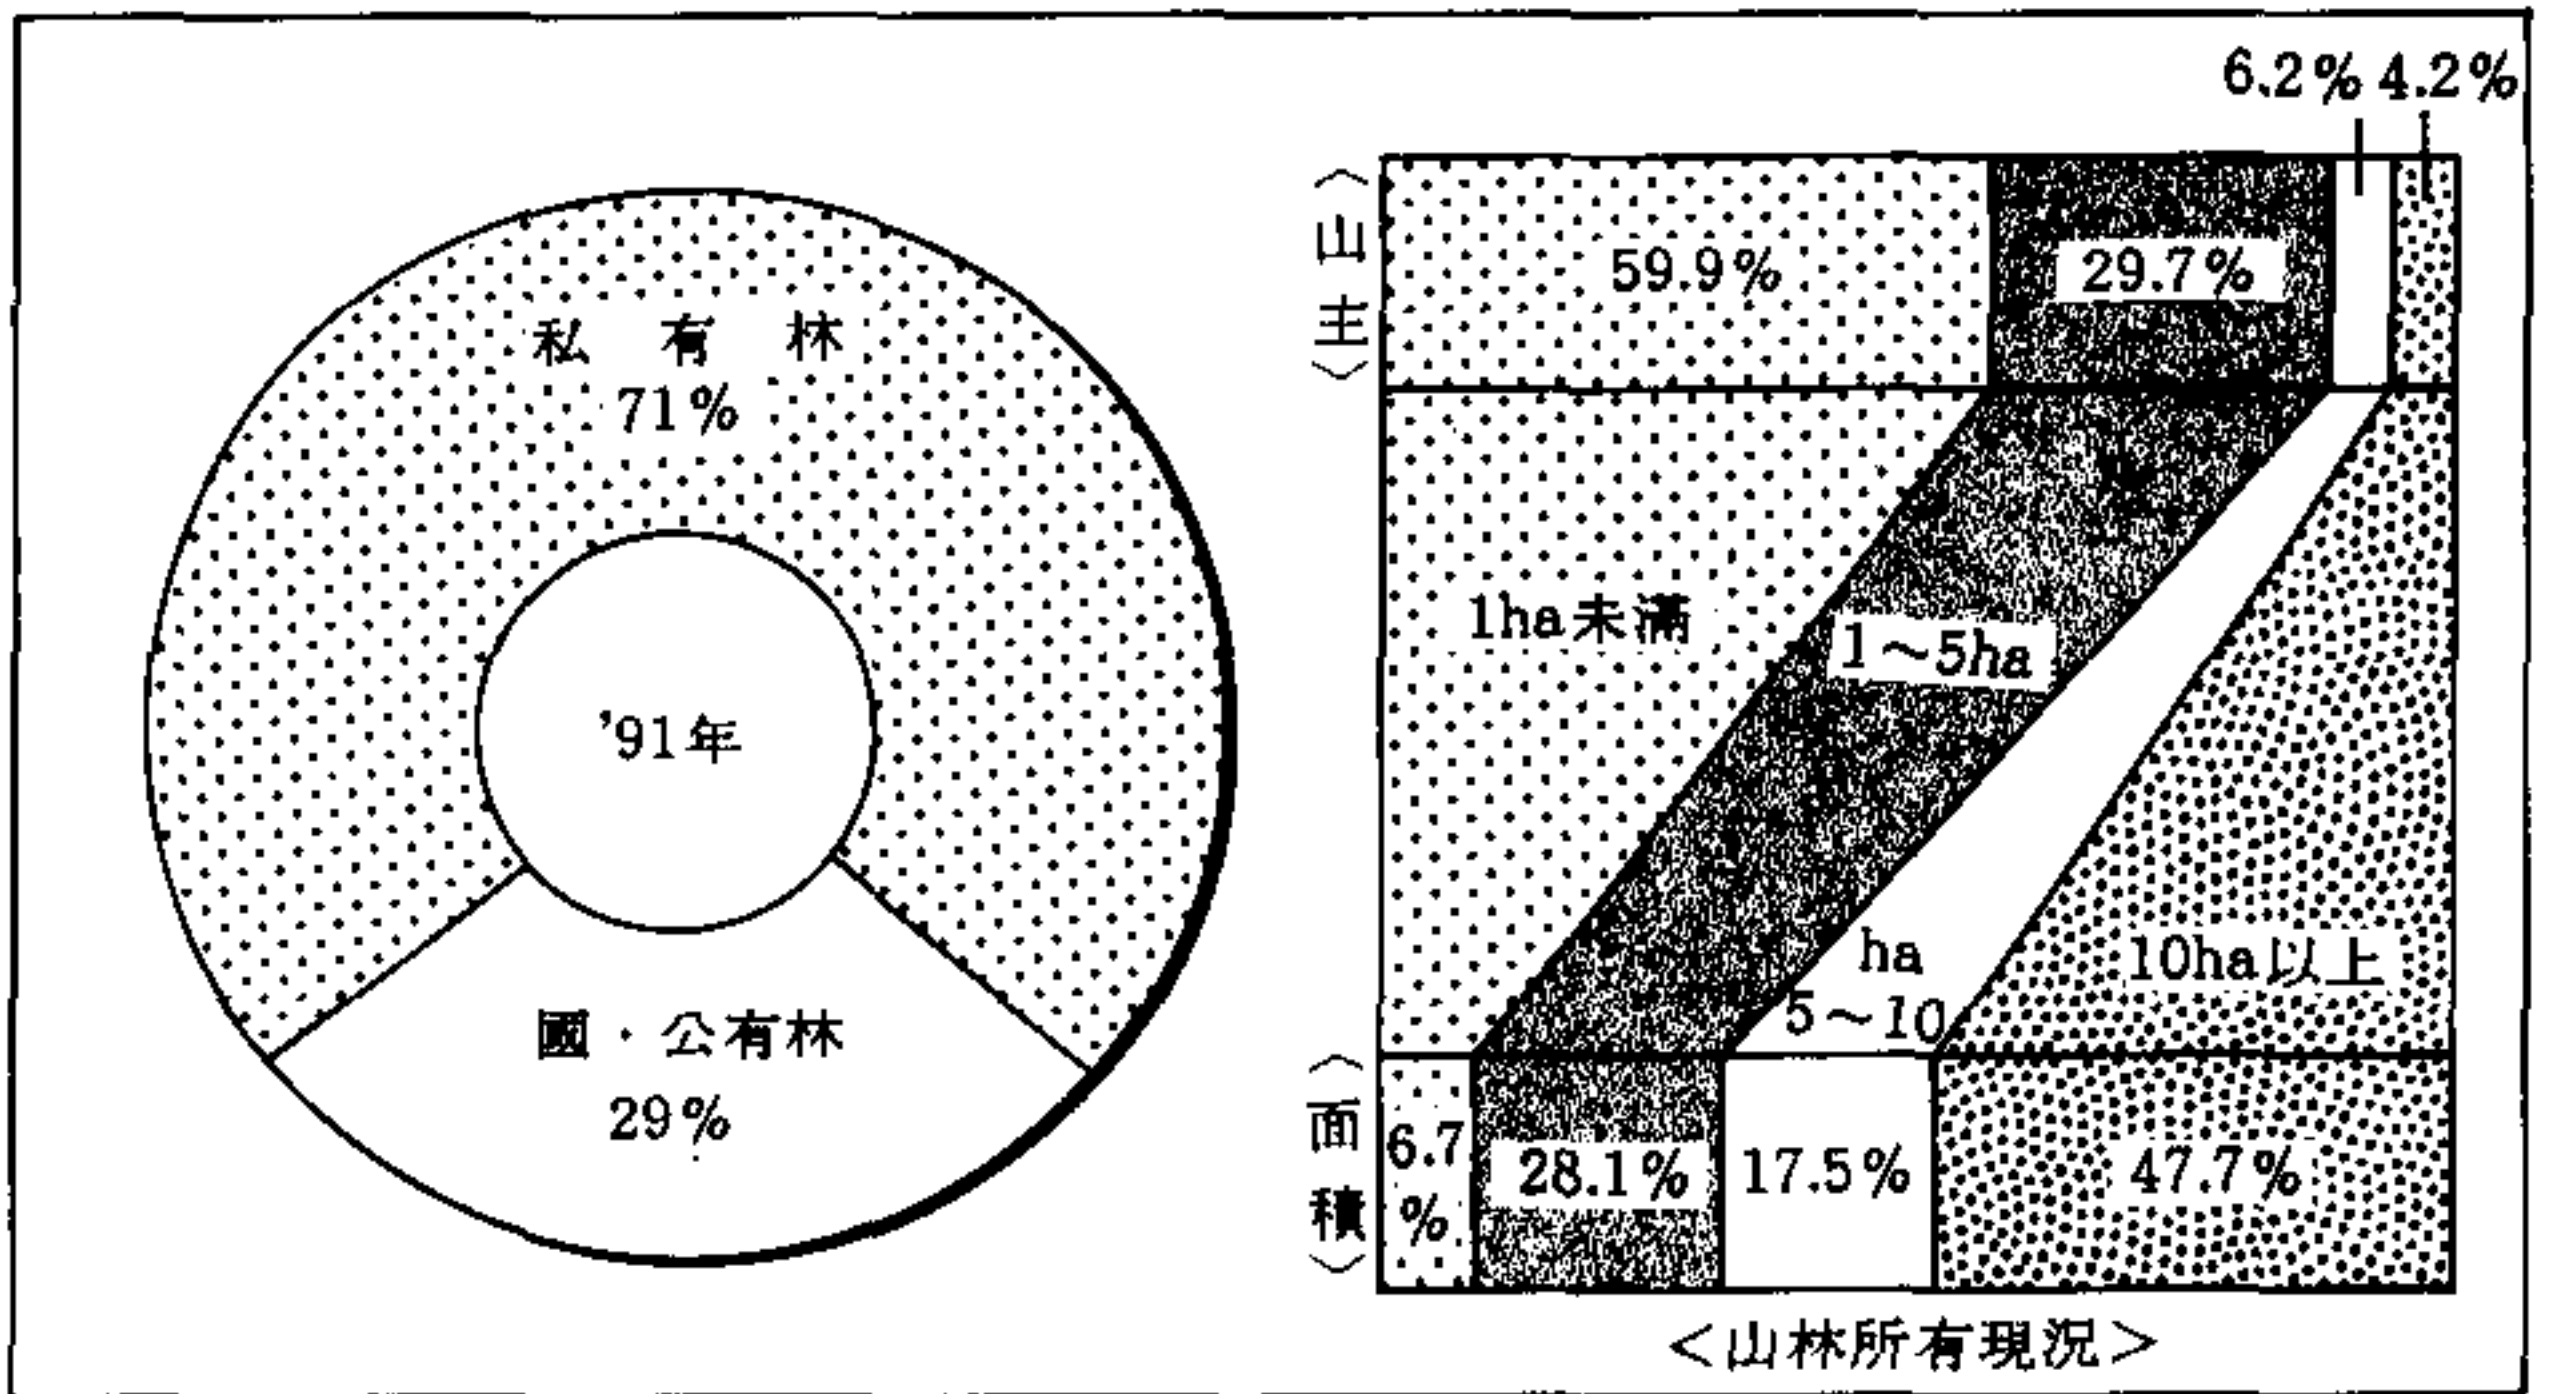 私有林
71%
'91年
國·公有林
29%
6.2% 4.2%
〈山主〉
59.9%
29.7%
1ha未滿
1~5ha
ha
5~10
10ha以上
〈面積〉
6.7
%
28.1%
17.5%
47.7%
<山林所有現況>